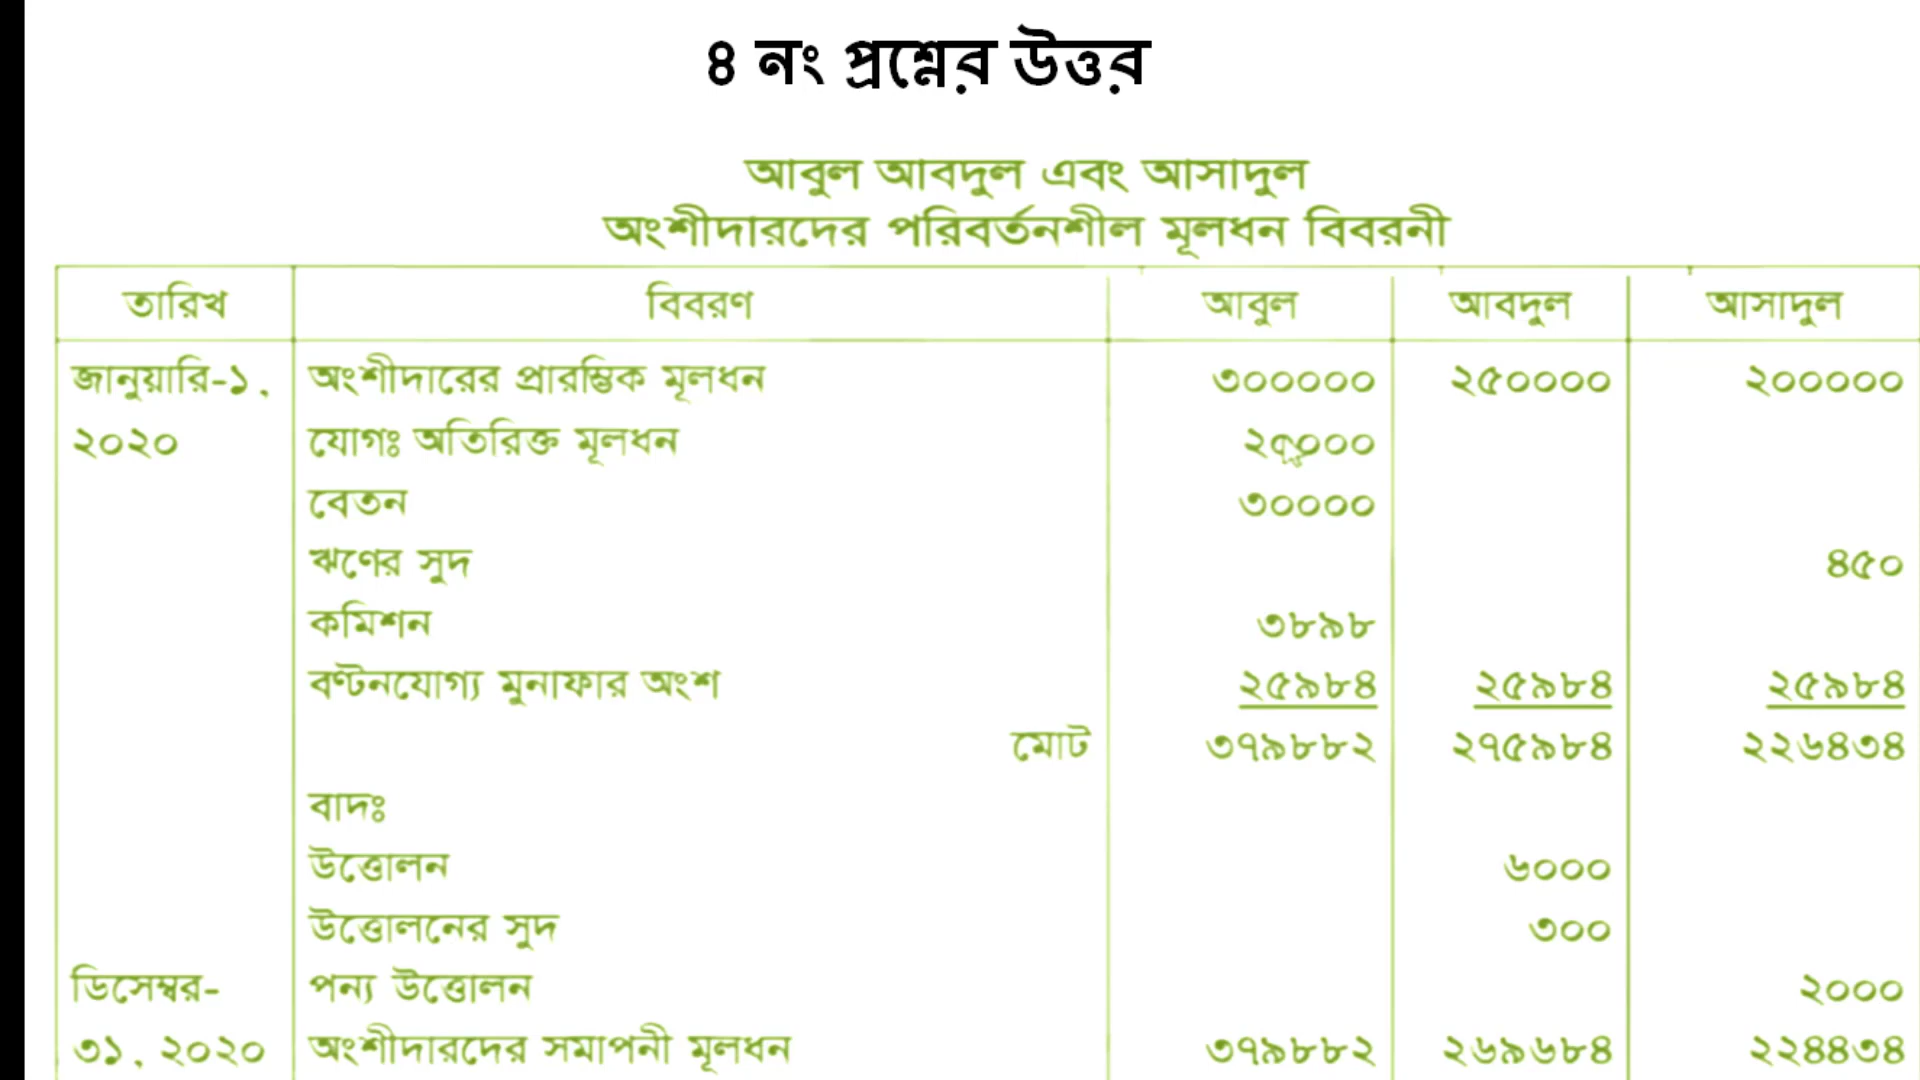 ৪ নং প্রশ্নের উত্তর
আবুল আবদুল এবং আসাদুল
অংশীদারদের পরিবর্তনশীল মূলধন বিবরনী
তারিখ বিবরণ আবুল আবদুল আসাদুল
জানুয়ারি-১, অংশীদারের প্রারম্ভিক মূলধন ৩০০০০০ ২৫০০০০ ২০০০০০
২০২০ যোগঃ অতিরিক্ত মূলধন ২০০০০
বেতন ৩০০০০
ঋণের সুদ ৪৫০
কমিশন ৩৮৯৮
বণ্টনযোগ্য মুনাফার অংশ ২৫৯৮৪ ২৫৯৮৪ ২৫৯৮৪
মোট ৩৭৯৮৮২ ২৭৫৯৮৪ ২২৬৪৩৪
বাদঃ
উত্তোলন ৬০০০
উত্তোলনের সুদ ৩০০
ডিসেম্বর- পন্য উত্তোলন ২০০০
৩১, ২০২০ অংশীদারদের সমাপনী মূলধন ৩৭৯৮৮২ ২৬৯৬৮৪ ২২৪৪৩৪